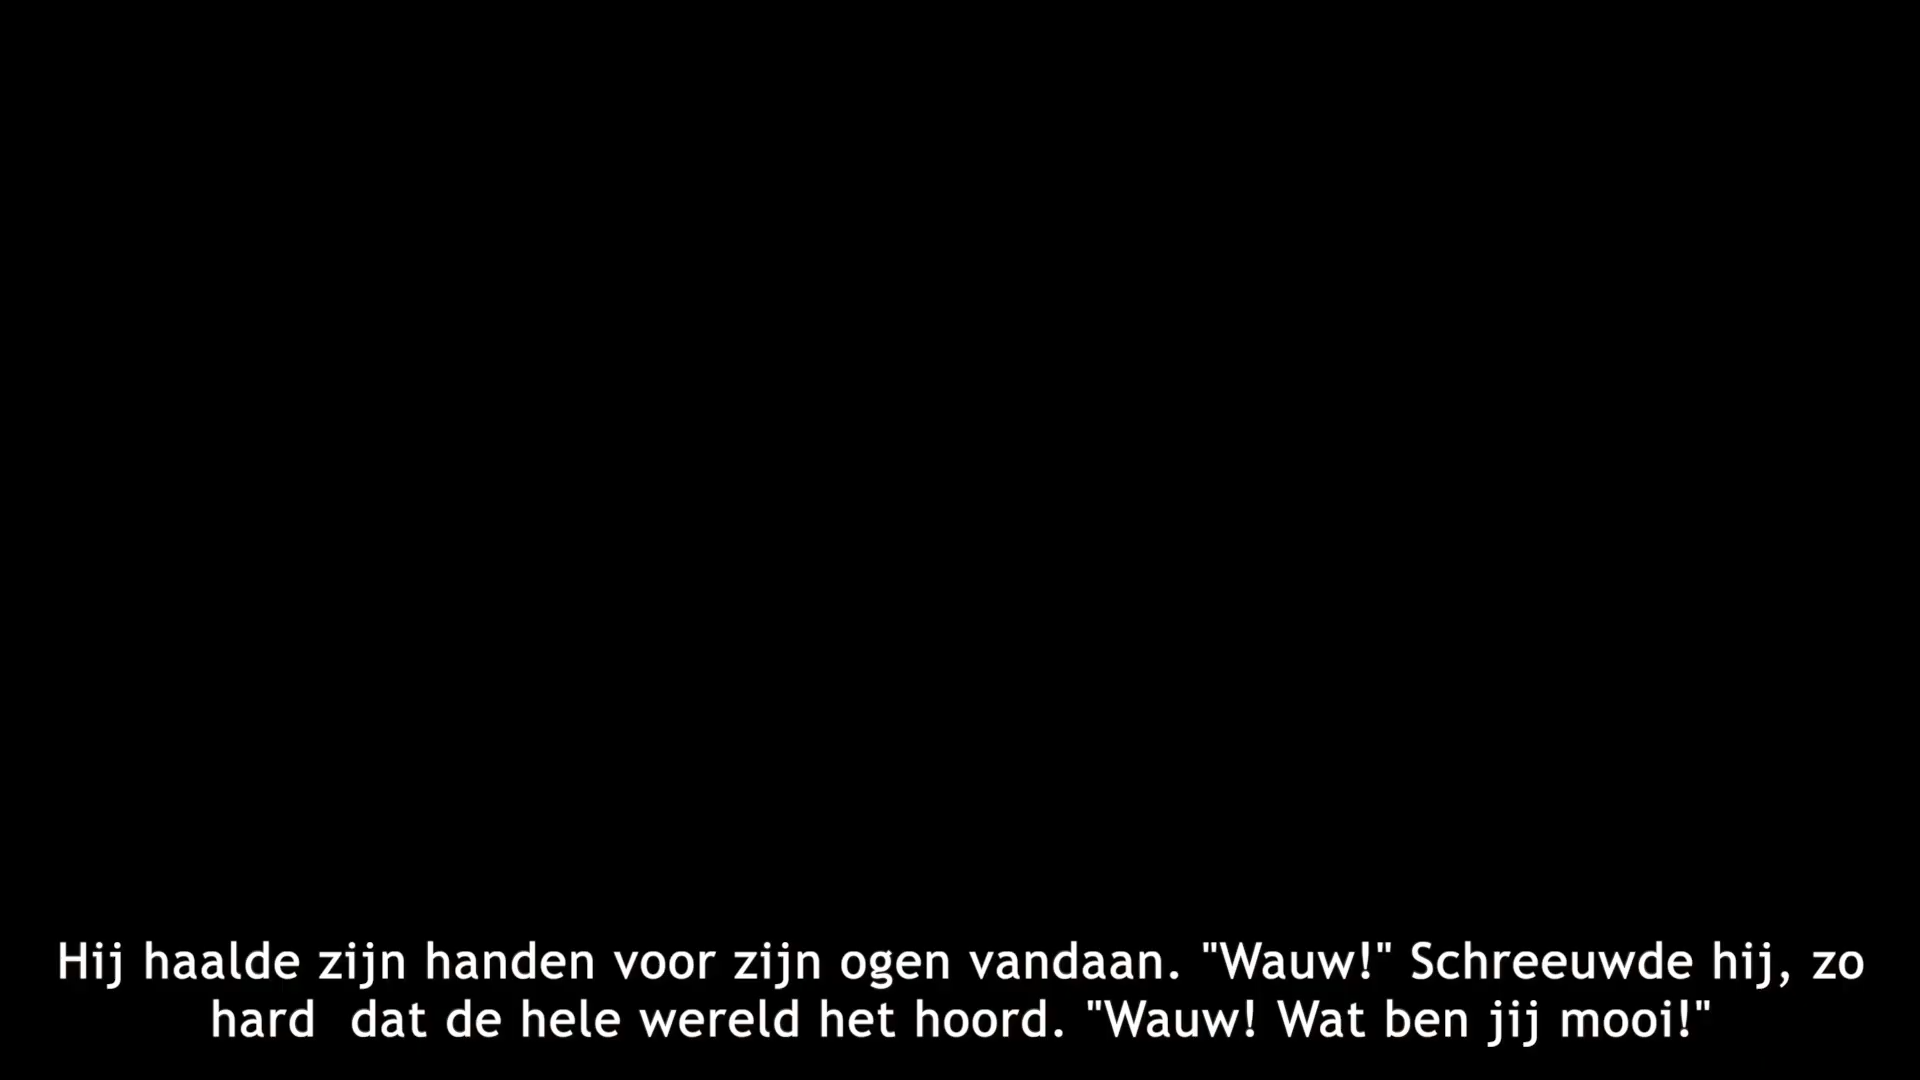 Hij haalde zijn handen voor zijn ogen vandaan. "Wauw!" Schreeuwde hij, zo
hard  dat de hele wereld het hoord. "Wauw! Wat ben jij mooi!"